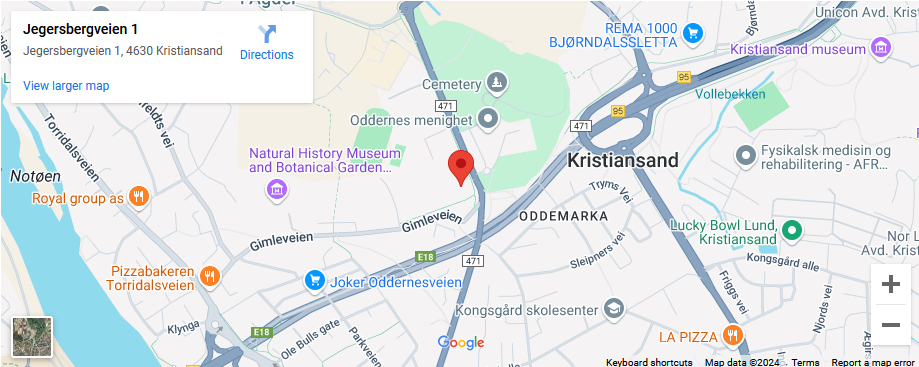 Jegersbergveien 1
Jegersbergveien 1, 4630 Kristiansand
Directions
View larger map
REMA 1000
BJØRNDALSSLETTA
Unicon Avd. Krist
Kristiansand museum
95
Vollebekken
Cemetery
471
Oddernes menighet
95
471
Torridalsveien
Natural History Museum
and Botanical Garden...
Kristiansand
Fysikalsk medisin og
rehabilitering - AFR...
Notøen
Royal group as
Gimleveien
Gimleveien
ODDEMARKA
Tryms vei
Sleipners vei
Lucky Bowl Lund,
Kristiansand
Nor L
Avd. Krist
Kongsgård alle
E18
471
Pizzabakeren
Torridalsveien
Joker Oddernesveien
Friggs vei
Njords vei
Klynga
E18
Ole Bulls gate
Parkveien
Kongsgård skolesenter
LA PIZZA
Google
Keyboard shortcuts
Map data ©2024
Terms
Report a map error